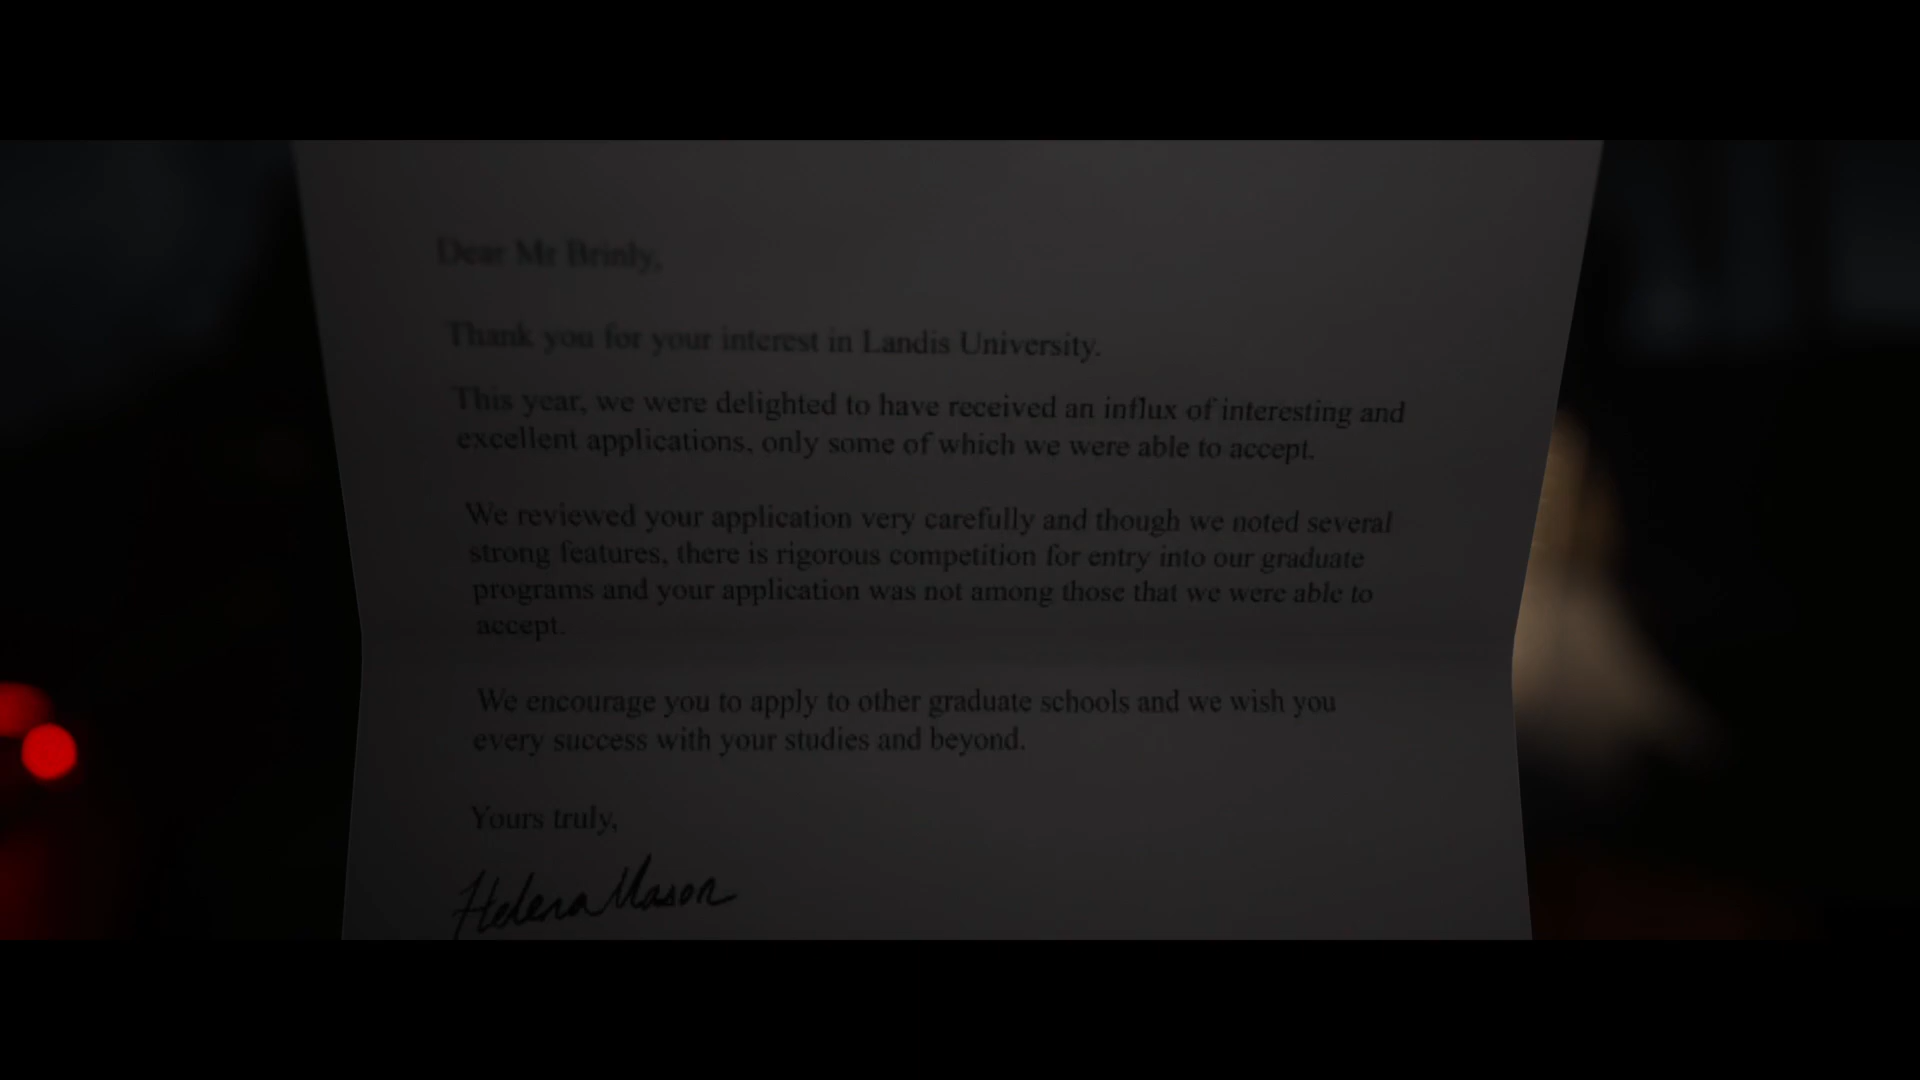 Dear Mr Brinly,
Thank you for your interest in Landis University.
This year, we were delighted to have received an influx of interesting and
excellent applications, only some of which we were able to accept.
We reviewed your application very carefully and though we noted several
strong features, there is rigorous competition for entry into our graduate
programs and your application was not among those that we were able to
accept.
We encourage you to apply to other graduate schools and we wish you
every success with your studies and beyond.
Yours truly,
Helena Mason